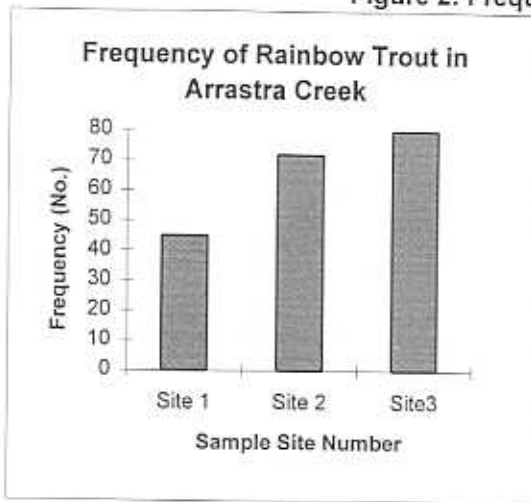 Figure 2. Frequ
Frequency of Rainbow Trout in
Arrastra Creek
Frequency (No.)
80
70
60
50
40
30
20
10
0
Site 1 Site 2 Site3
Sample Site Number